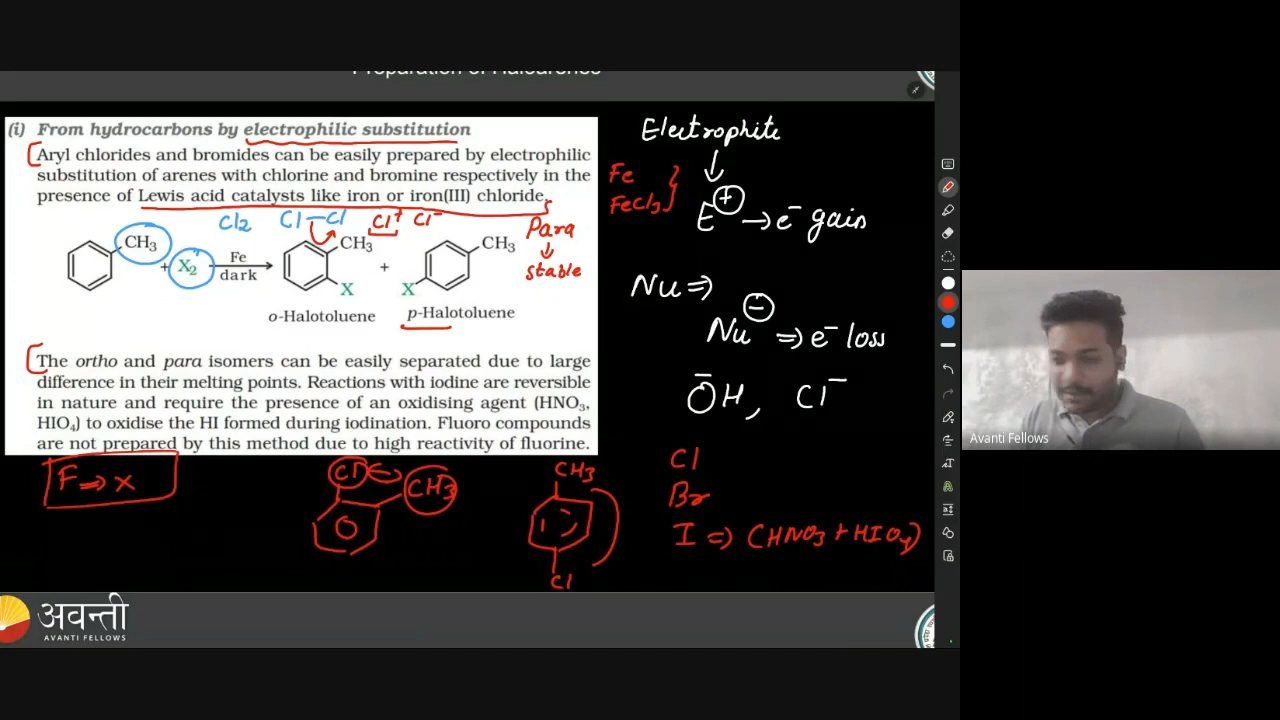 Preparation of Haloarenes
(i) From hydrocarbons by electrophilic substitution
Aryl chlorides and bromides can be easily prepared by electrophilic
substitution of arenes with chlorine and bromine respectively in the
presence of Lewis acid catalysts like iron or iron(III) chloride.
Cl2 Cl—Cl Cl+ Cl-
CH3 + X2 Fe dark CH3 X + CH3 X
o-Halotoluene p-Halotoluene
Para
↓
stable
The ortho and para isomers can be easily separated due to large
difference in their melting points. Reactions with iodine are reversible
in nature and require the presence of an oxidising agent (HNO3,
HIO4) to oxidise the HI formed during iodination. Fluoro compounds
are not prepared by this method due to high reactivity of fluorine.
F ⇒ x
Cl CH3
CH3
Cl
Electrophite
↓
Fe
FeCl3
E+ → e- gain
Nu ⇒
Nu- ⇒ e- loss
ŌH, Cl-
Cl
Br
I ⇒ (HNO3 + HIO4)
Avanti Fellows
अवन्ती
AVANTI FELLOWS